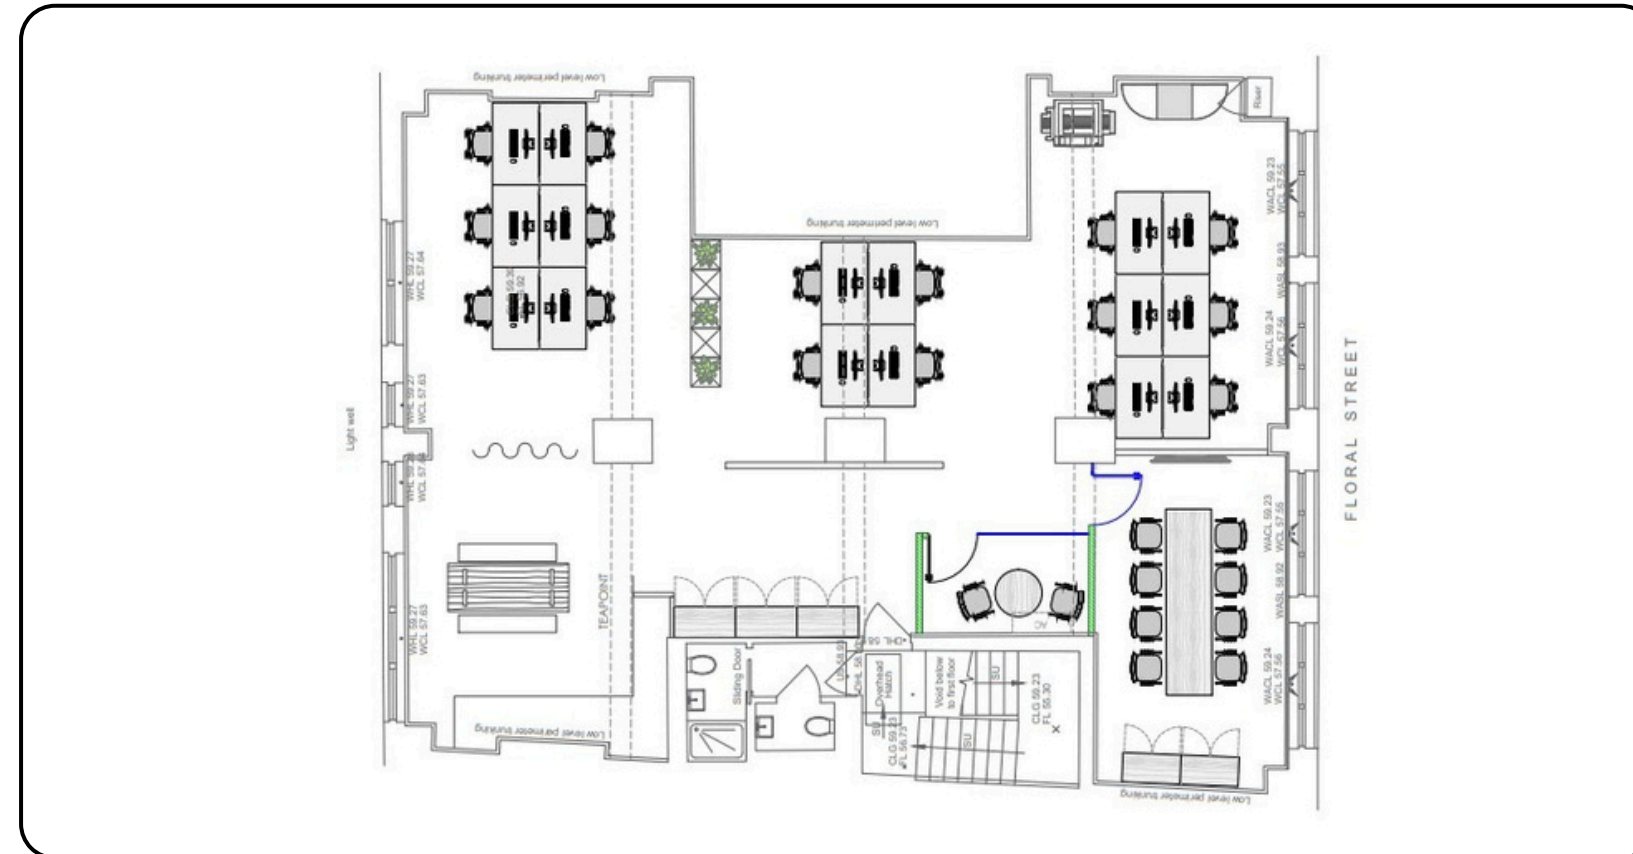 Low level perimeter trunking
Low level perimeter trunking
Riser
WACL 59.23
WCL 57.55
WASL 58.93
WACL 59.24
WCL 57.56
WHL 59.27
WCL 57.64
WHL 59.27
WCL 57.63
Light well
FLORAL STREET
WACL 59.23
WCL 57.55
WASL 58.92
WACL 59.24
WCL 57.56
WHL 59.27
WCL 57.63
TEAPOINT
Sliding Door
Overhead
Hatch
Void below
to first floor
SU
SU
SU
CLG 59.23
FL 55.30
CLG 59.23
FL 56.73
Low level perimeter trunking
Low level perimeter trunking